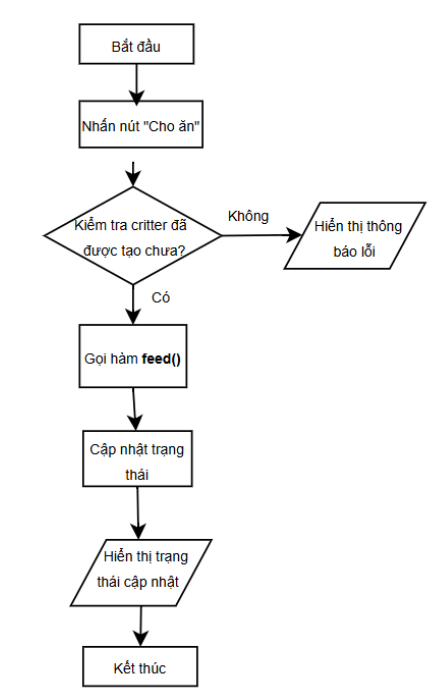 Bắt đầu
Nhấn nút "Cho ăn"
Kiểm tra critter đã
được tạo chưa?
Không
Hiển thị thông
báo lỗi
Có
Gọi hàm feed()
Cập nhật trạng
thái
Hiển thị trạng
thái cập nhật
Kết thúc